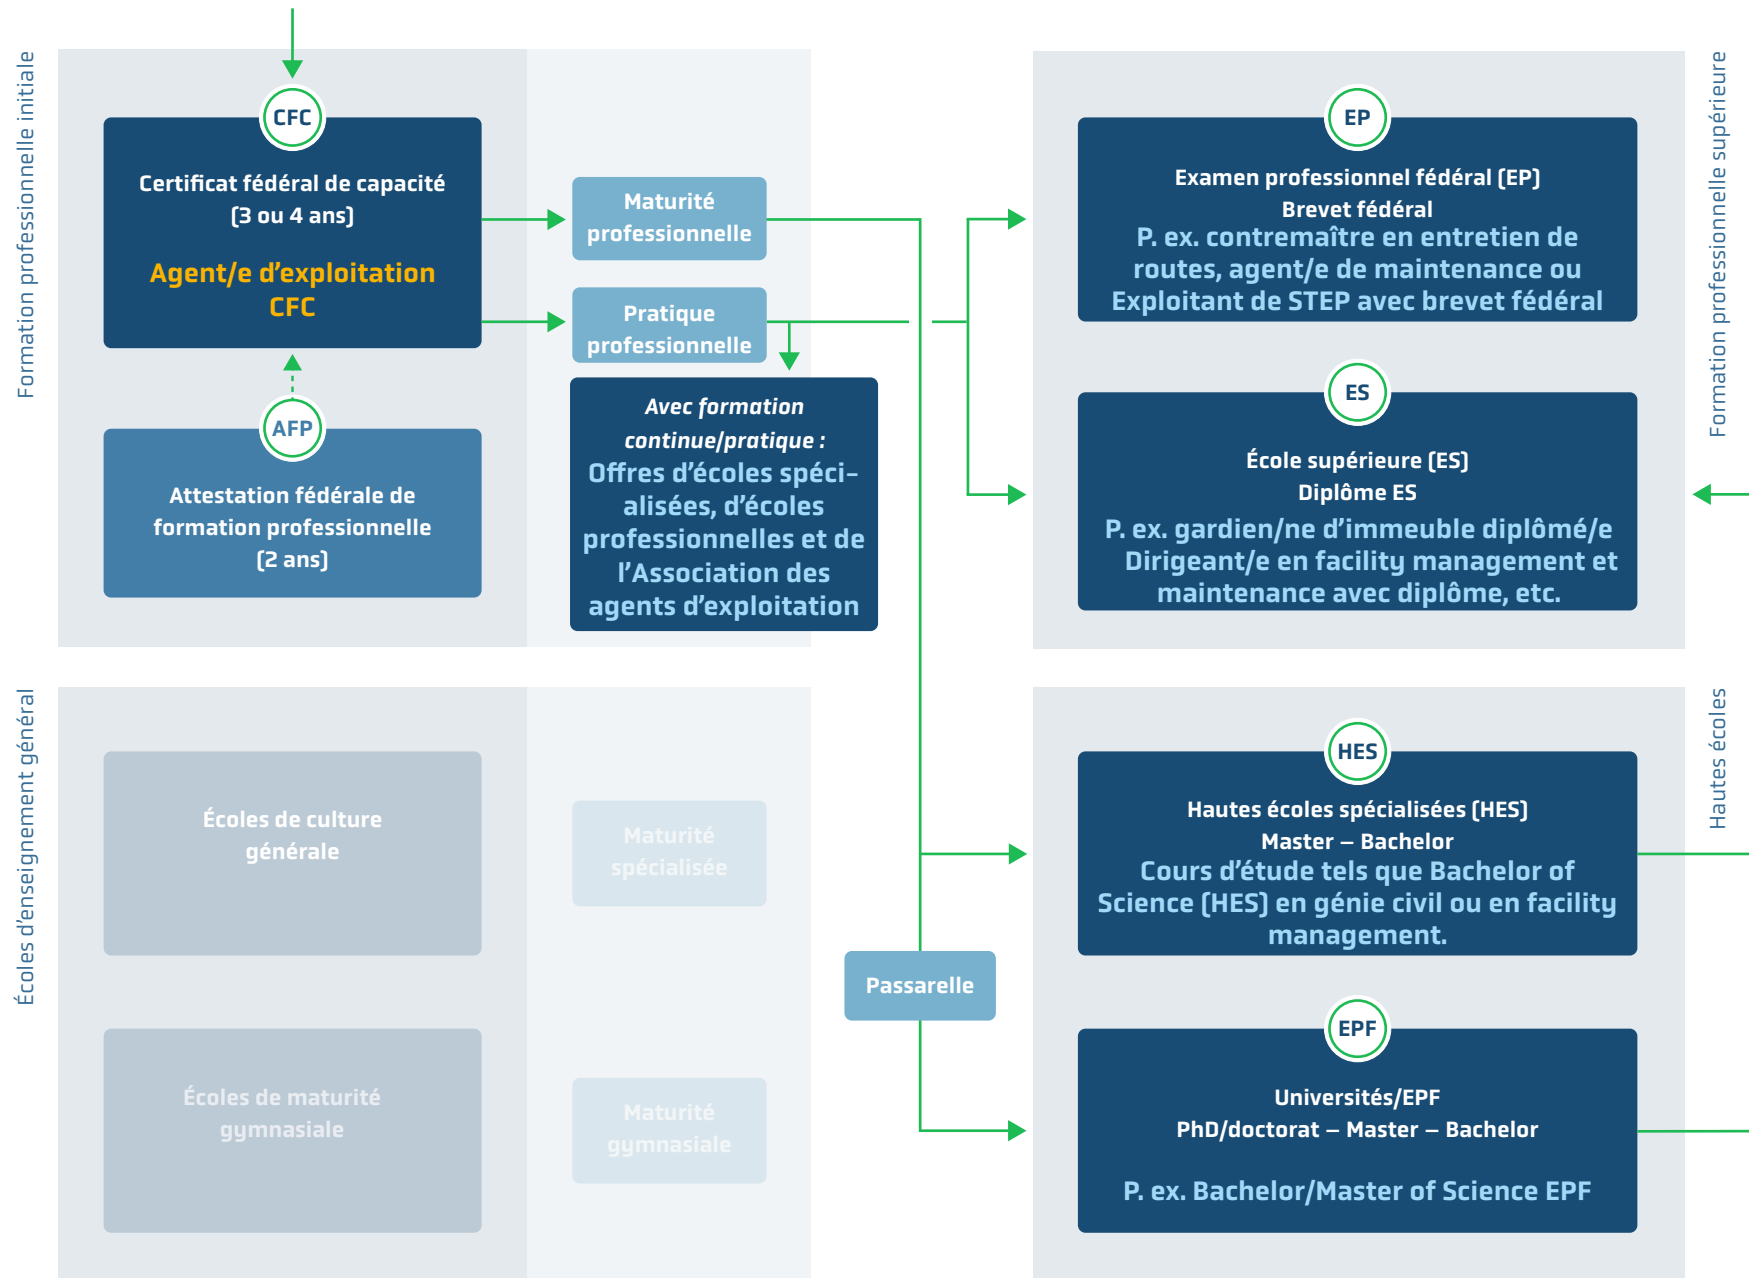 Formation professionnelle initiale
CFC
Certificat fédéral de capacité
(3 ou 4 ans)
Agent/e d’exploitation
CFC
AFP
Attestation fédérale de
formation professionnelle
(2 ans)
Maturité
professionnelle
Pratique
professionnelle
Avec formation
continue/pratique :
Offres d’écoles spéci–
alisées, d’écoles
professionnelles et de
l’Association des
agents d’exploitation
EP
Examen professionnel fédéral (EP)
Brevet fédéral
P. ex. contremaître en entretien de
routes, agent/e de maintenance ou
Exploitant de STEP avec brevet fédéral
ES
École supérieure (ES)
Diplôme ES
P. ex. gardien/ne d’immeuble diplômé/e
Dirigeant/e en facility management et
maintenance avec diplôme, etc.
Formation professionnelle supérieure
Écoles d’enseignement général
Écoles de culture
générale
Maturité
spécialisée
Écoles de maturité
gymnasiale
Maturité
gymnasiale
Passarelle
HES
Hautes écoles spécialisées (HES)
Master – Bachelor
Cours d’étude tels que Bachelor of
Science (HES) en génie civil ou en facility
management.
EPF
Universités/EPF
PhD/doctorat – Master – Bachelor
P. ex. Bachelor/Master of Science EPF
Hautes écoles